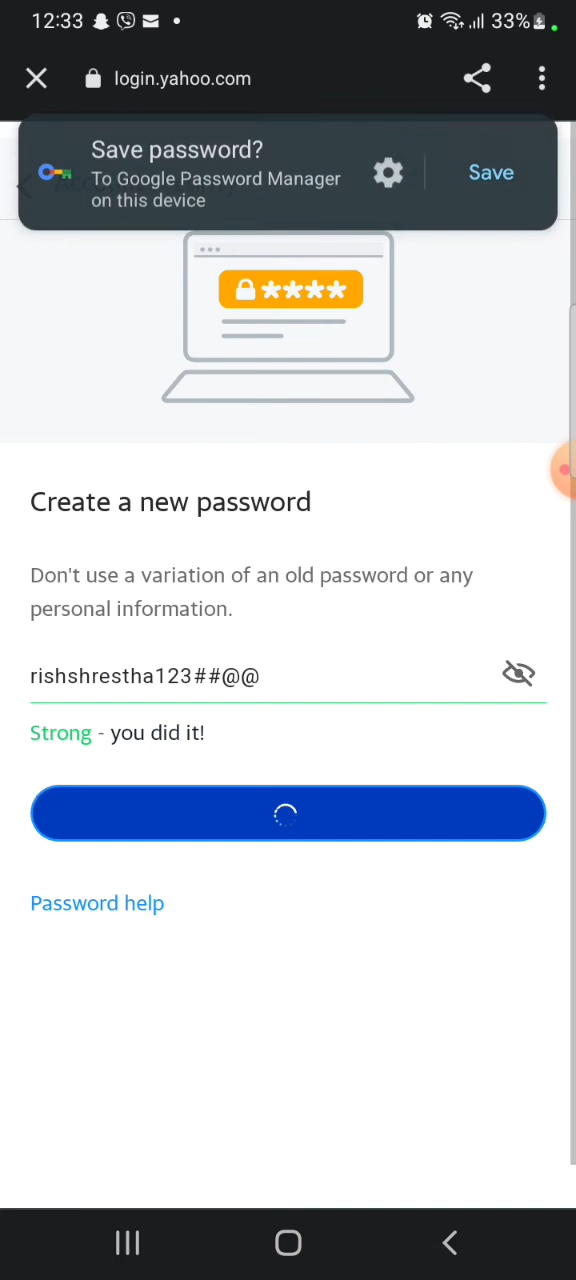 12:33 33%
login.yahoo.com
Save password?
To Google Password Manager
on this device
Save
****
Create a new password
Don't use a variation of an old password or any
personal information.
rishshrestha123##@@
Strong - you did it!
Password help